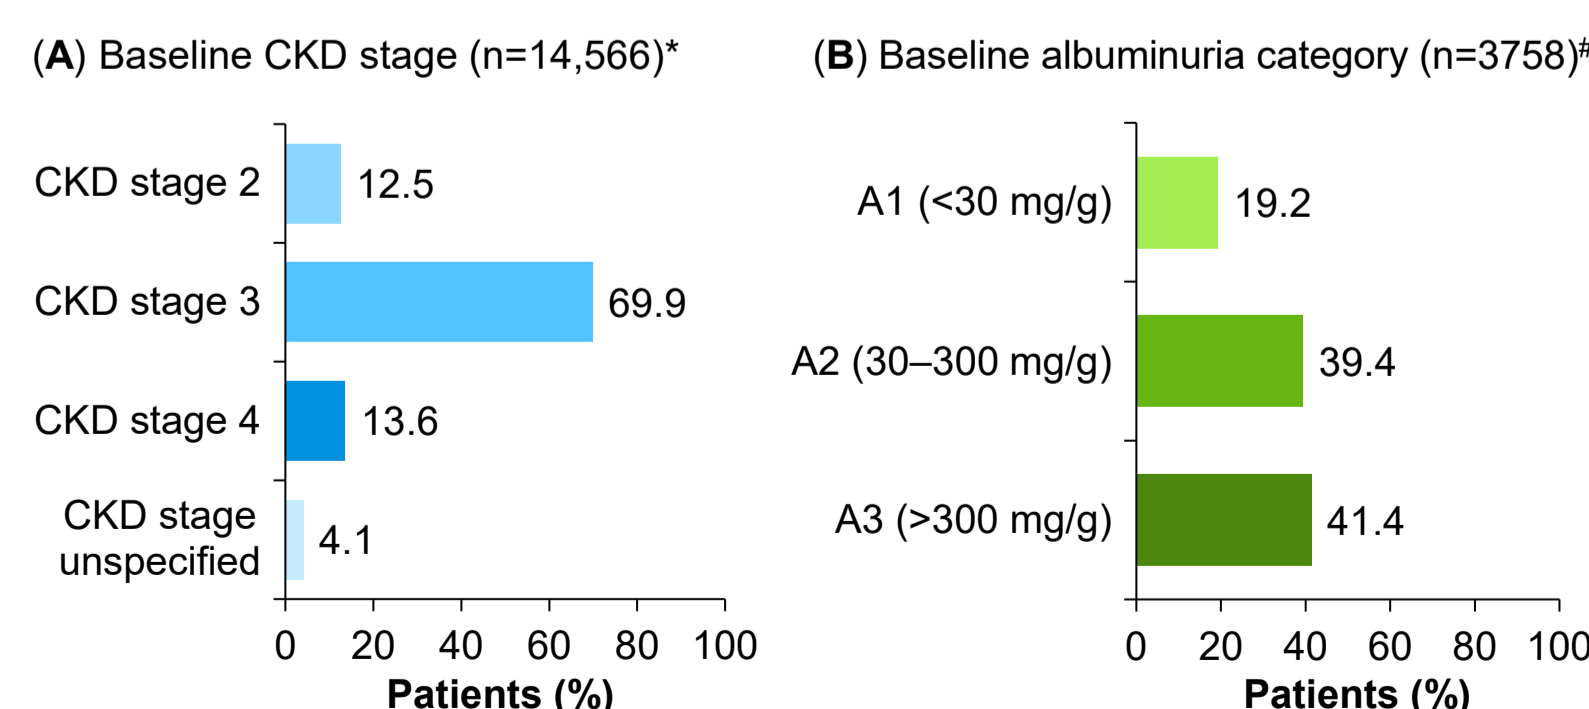 (A) Baseline CKD stage (n=14,566)*
CKD stage 2
12.5
CKD stage 3
69.9
CKD stage 4
13.6
CKD stage
unspecified
4.1
0 20 40 60 80 100
Patients (%)
(B) Baseline albuminuria category (n=3758)#
A1 (<30 mg/g)
19.2
A2 (30–300 mg/g)
39.4
A3 (>300 mg/g)
41.4
0 20 40 60 80 100
Patients (%)